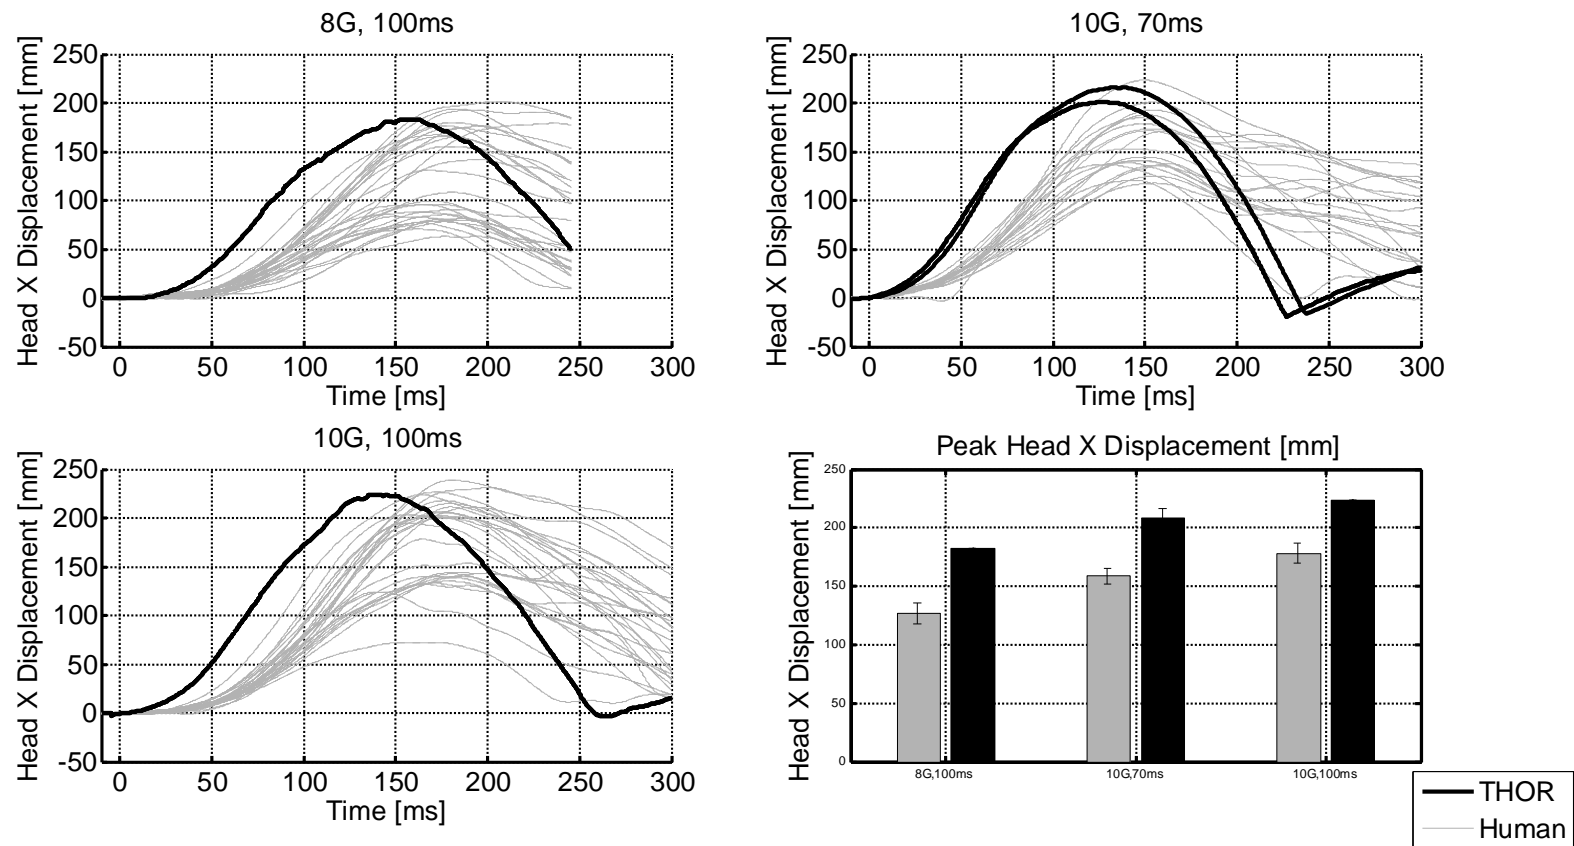 8G, 100ms
Head X Displacement [mm]
250
200
150
100
50
0
-50
0 50 100 150 200 250 300
Time [ms]
10G, 70ms
Head X Displacement [mm]
250
200
150
100
50
0
-50
0 50 100 150 200 250 300
Time [ms]
10G, 100ms
Head X Displacement [mm]
250
200
150
100
50
0
-50
0 50 100 150 200 250 300
Time [ms]
Peak Head X Displacement [mm]
Head X Displacement [mm]
250
200
150
100
50
0
8G,100ms 10G,70ms 10G,100ms
THOR
Human